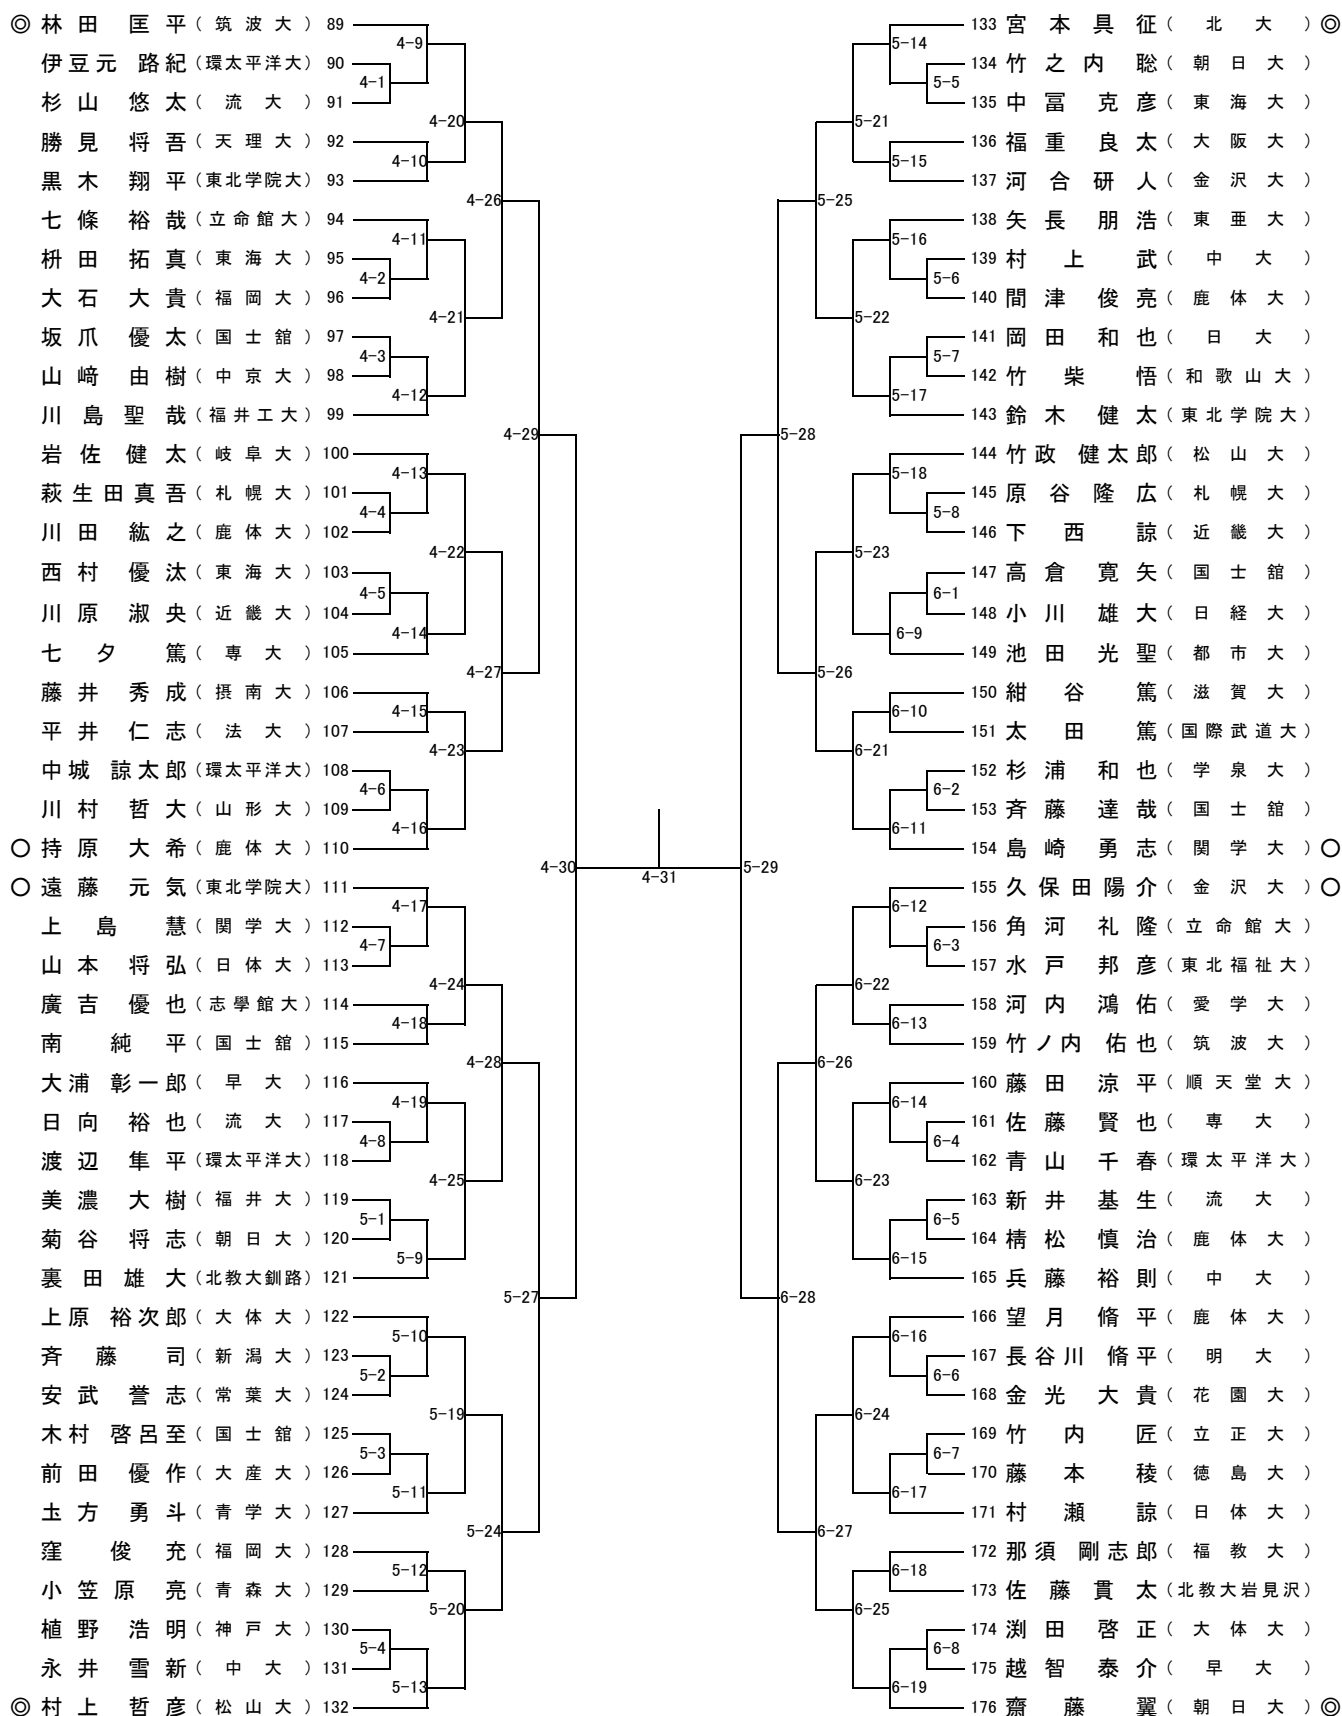 ◎ 林田 匡平 (筑波大) 89
伊豆元 路紀 (環太平洋大) 90
杉山 悠太 (流大) 91
勝見 将吾 (天理大) 92
黒木 翔平 (東北学院大) 93
七條 裕哉 (立命館大) 94
枡田 拓真 (東海大) 95
大石 大貴 (福岡大) 96
坂爪 優太 (国士舘) 97
山﨑 由樹 (中京大) 98
川島 聖哉 (福井工大) 99
岩佐 健太 (岐阜大) 100
萩生田真吾 (札幌大) 101
川田 紘之 (鹿体大) 102
西村 優汰 (東海大) 103
川原 淑央 (近畿大) 104
七夕 篤 (専大) 105
藤井 秀成 (摂南大) 106
平井 仁志 (法大) 107
中城 諒太郎 (環太平洋大) 108
川村 哲大 (山形大) 109
○ 持原 大希 (鹿体大) 110
○ 遠藤 元気 (東北学院大) 111
上島 慧 (関学大) 112
山本 将弘 (日体大) 113
廣吉 優也 (志學館大) 114
南 純平 (国士舘) 115
大浦 彰一郎 (早大) 116
日向 裕也 (流大) 117
渡辺 隼平 (環太平洋大) 118
美濃 大樹 (福井大) 119
菊谷 将志 (朝日大) 120
裏田 雄大 (北教大釧路) 121
上原 裕次郎 (大体大) 122
斉藤 司 (新潟大) 123
安武 誉志 (常葉大) 124
木村 啓呂至 (国士舘) 125
前田 優作 (大産大) 126
圡方 勇斗 (青学大) 127
窪 俊充 (福岡大) 128
小笠原 亮 (青森大) 129
植野 浩明 (神戸大) 130
永井 雪新 (中大) 131
◎ 村上 哲彦 (松山大) 132
4-9
4-1
4-20
4-10
4-26
4-11
4-2
4-21
4-3
4-12
4-29
4-13
4-4
4-22
4-5
4-14
4-27
4-15
4-23
4-6
4-16
4-30
4-31
4-17
4-7
4-24
4-18
4-28
4-19
4-8
4-25
5-1
5-9
5-27
5-10
5-2
5-19
5-3
5-11
5-24
5-12
5-20
5-4
5-13
5-14
5-5
5-21
5-15
5-25
5-16
5-6
5-22
5-7
5-17
5-28
5-18
5-8
5-23
6-1
6-9
5-26
6-10
6-21
6-2
6-11
5-29
6-12
6-3
6-22
6-13
6-26
6-14
6-4
6-23
6-5
6-15
6-28
6-16
6-6
6-24
6-7
6-17
6-27
6-18
6-25
6-8
6-19
133 宮本 具征 (北大) ◎
134 竹之内 聡 (朝日大)
135 中冨 克彦 (東海大)
136 福重 良太 (大阪大)
137 河合 研人 (金沢大)
138 矢長 朋浩 (東亜大)
139 村上 武 (中大)
140 間津 俊亮 (鹿体大)
141 岡田 和也 (日大)
142 竹柴 悟 (和歌山大)
143 鈴木 健太 (東北学院大)
144 竹政 健太郎 (松山大)
145 原谷 隆広 (札幌大)
146 下西 諒 (近畿大)
147 高倉 寛矢 (国士舘)
148 小川 雄大 (日経大)
149 池田 光聖 (都市大)
150 紺谷 篤 (滋賀大)
151 太田 篤 (国際武道大)
152 杉浦 和也 (学泉大)
153 斉藤 達哉 (国士舘)
154 島崎 勇志 (関学大) ○
155 久保田陽介 (金沢大) ○
156 角河 礼隆 (立命館大)
157 水戸 邦彦 (東北福祉大)
158 河内 鴻佑 (愛学大)
159 竹ノ内 佑也 (筑波大)
160 藤田 涼平 (順天堂大)
161 佐藤 賢也 (専大)
162 青山 千春 (環太平洋大)
163 新井 基生 (流大)
164 棈松 慎治 (鹿体大)
165 兵藤 裕則 (中大)
166 望月 脩平 (鹿体大)
167 長谷川 脩平 (明大)
168 金光 大貴 (花園大)
169 竹内 匠 (立正大)
170 藤本 稜 (徳島大)
171 村瀬 諒 (日体大)
172 那須 剛志郎 (福教大)
173 佐藤 貫太 (北教大岩見沢)
174 渕田 啓正 (大体大)
175 越智 泰介 (早大)
176 齋藤 翼 (朝日大) ◎